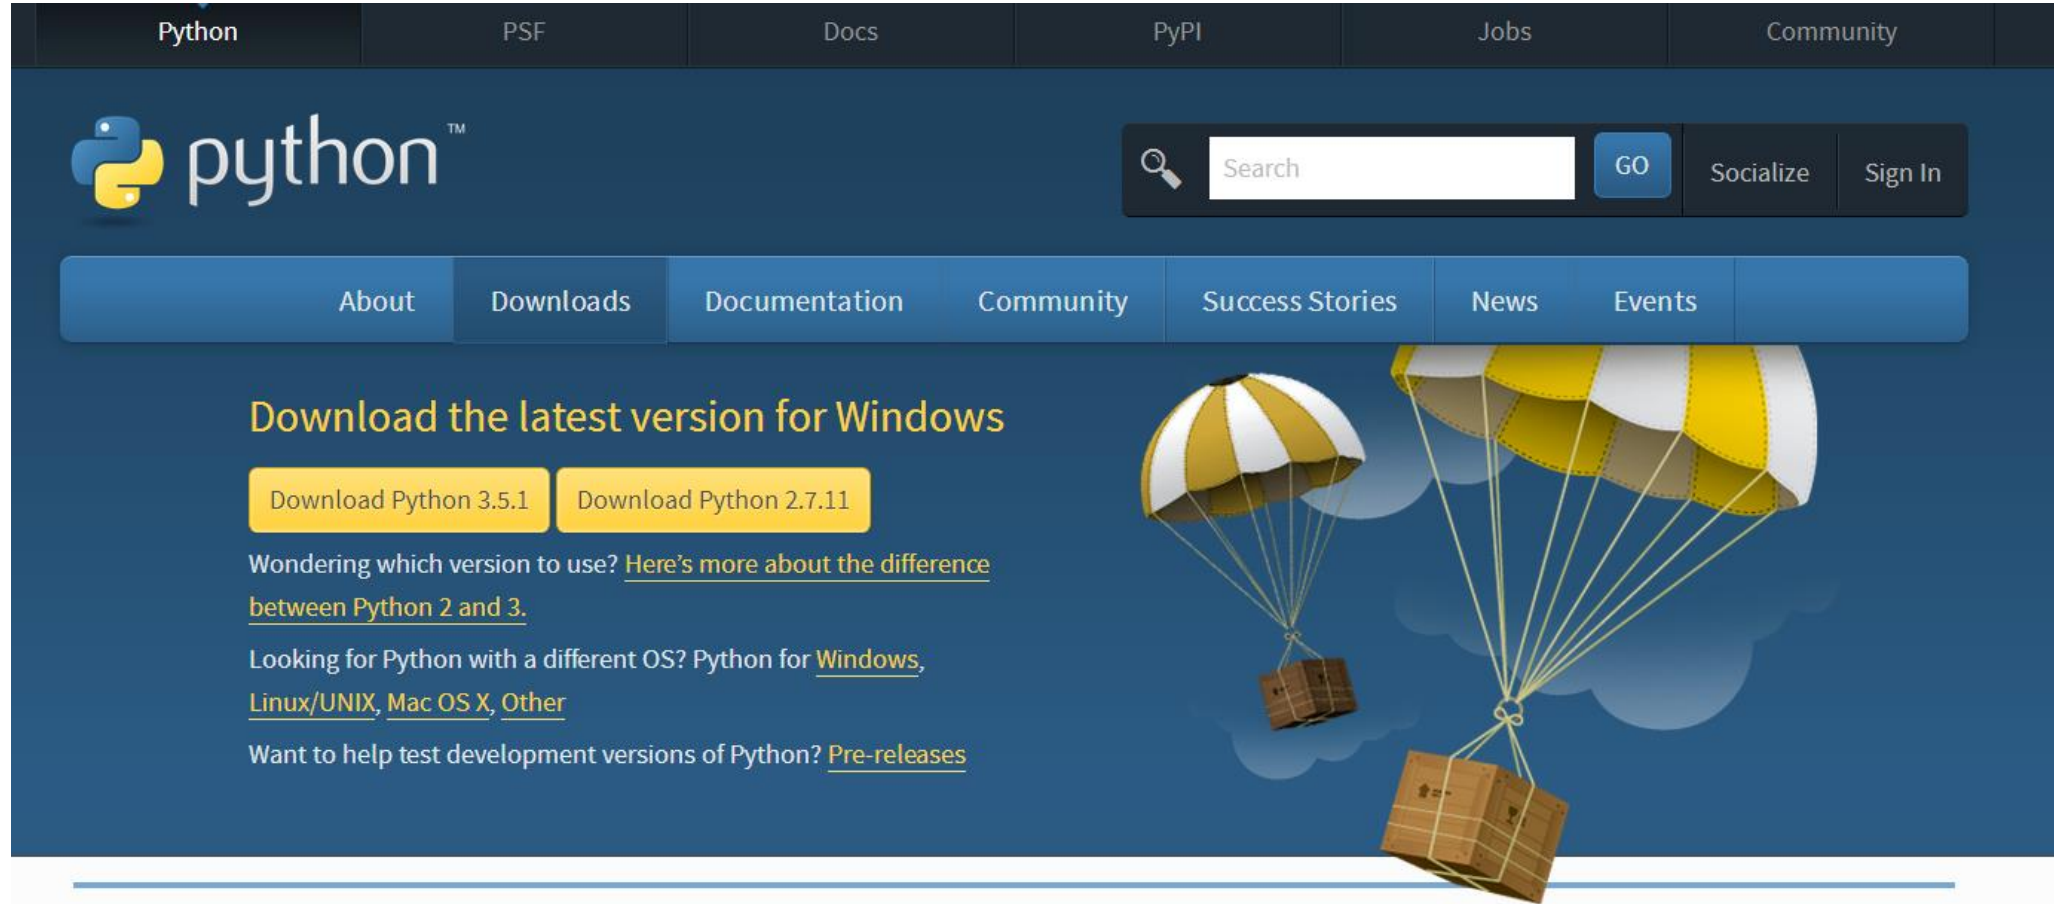 Python PSF Docs PyPI Jobs Community
python™
Search GO Socialize Sign In
About Downloads Documentation Community Success Stories News Events
Download the latest version for Windows
Download Python 3.5.1 Download Python 2.7.11
Wondering which version to use? Here’s more about the difference
between Python 2 and 3.
Looking for Python with a different OS? Python for Windows,
Linux/UNIX, Mac OS X, Other
Want to help test development versions of Python? Pre-releases